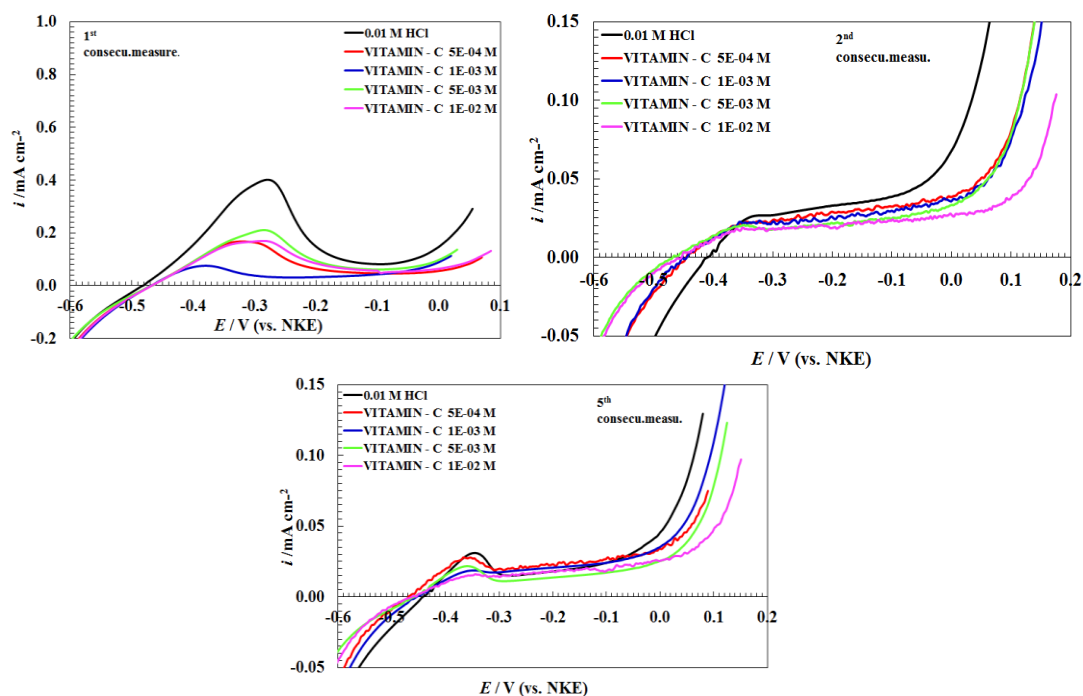 1.0
0.8
0.6
0.4
0.2
0.0
-0.2
i /mA cm-2
1st
consecu.measure.
0.01 M HCl
VITAMIN - C 5E-04 M
VITAMIN - C 1E-03 M
VITAMIN - C 5E-03 M
VITAMIN - C 1E-02 M
-0.6 -0.5 -0.4 -0.3 -0.2 -0.1 0.0 0.1
E / V (vs. NKE)
0.15
0.10
0.05
0.00
-0.05
i /mA cm-2
0.01 M HCl
VITAMIN - C 5E-04 M
VITAMIN - C 1E-03 M
VITAMIN - C 5E-03 M
VITAMIN - C 1E-02 M
2nd
consecu.measu.
-0.6 -0.5 -0.4 -0.3 -0.2 -0.1 0.0 0.1 0.2
E / V (vs. NKE)
0.15
0.10
0.05
0.00
-0.05
i /mA cm-2
0.01 M HCl
VITAMIN - C 5E-04 M
VITAMIN - C 1E-03 M
VITAMIN - C 5E-03 M
VITAMIN - C 1E-02 M
5th
consecu.measu.
-0.6 -0.5 -0.4 -0.3 -0.2 -0.1 0.0 0.1 0.2
E / V (vs. NKE)